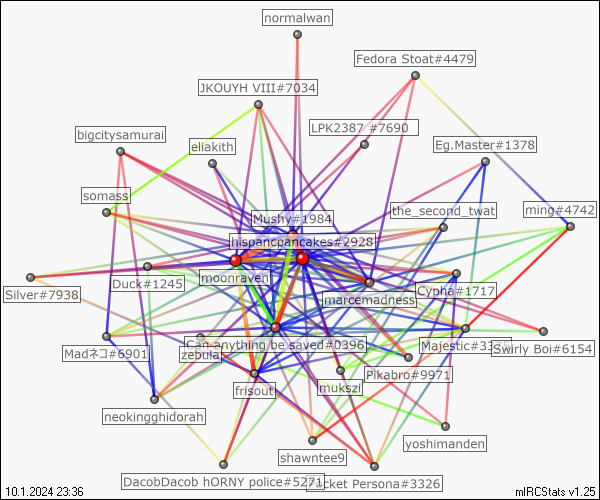 normalwan
Fedora Stoat#4479
JKOUYH VIII#7034
LPK2387 #7690
bigcitysamurai
eliakith
Eg.Master#1378
somass
Mushy#1984
the_second_twat
ming#4742
hispancpancakes#2928
moonraven
Duck#1245
Silver#7938
marcemadness
Cypha#1717
Can anything be saved#0396
Majestic#33
Swirly Boi#6154
Madネコ#6901
zebula
Pikabro#9971
frisout
mukszi
neokingghidorah
yoshimanden
shawntee9
DacobDacob hORNY police#5271
cket Persona#3326
10.1.2024 23:36
mIRCStats v1.25